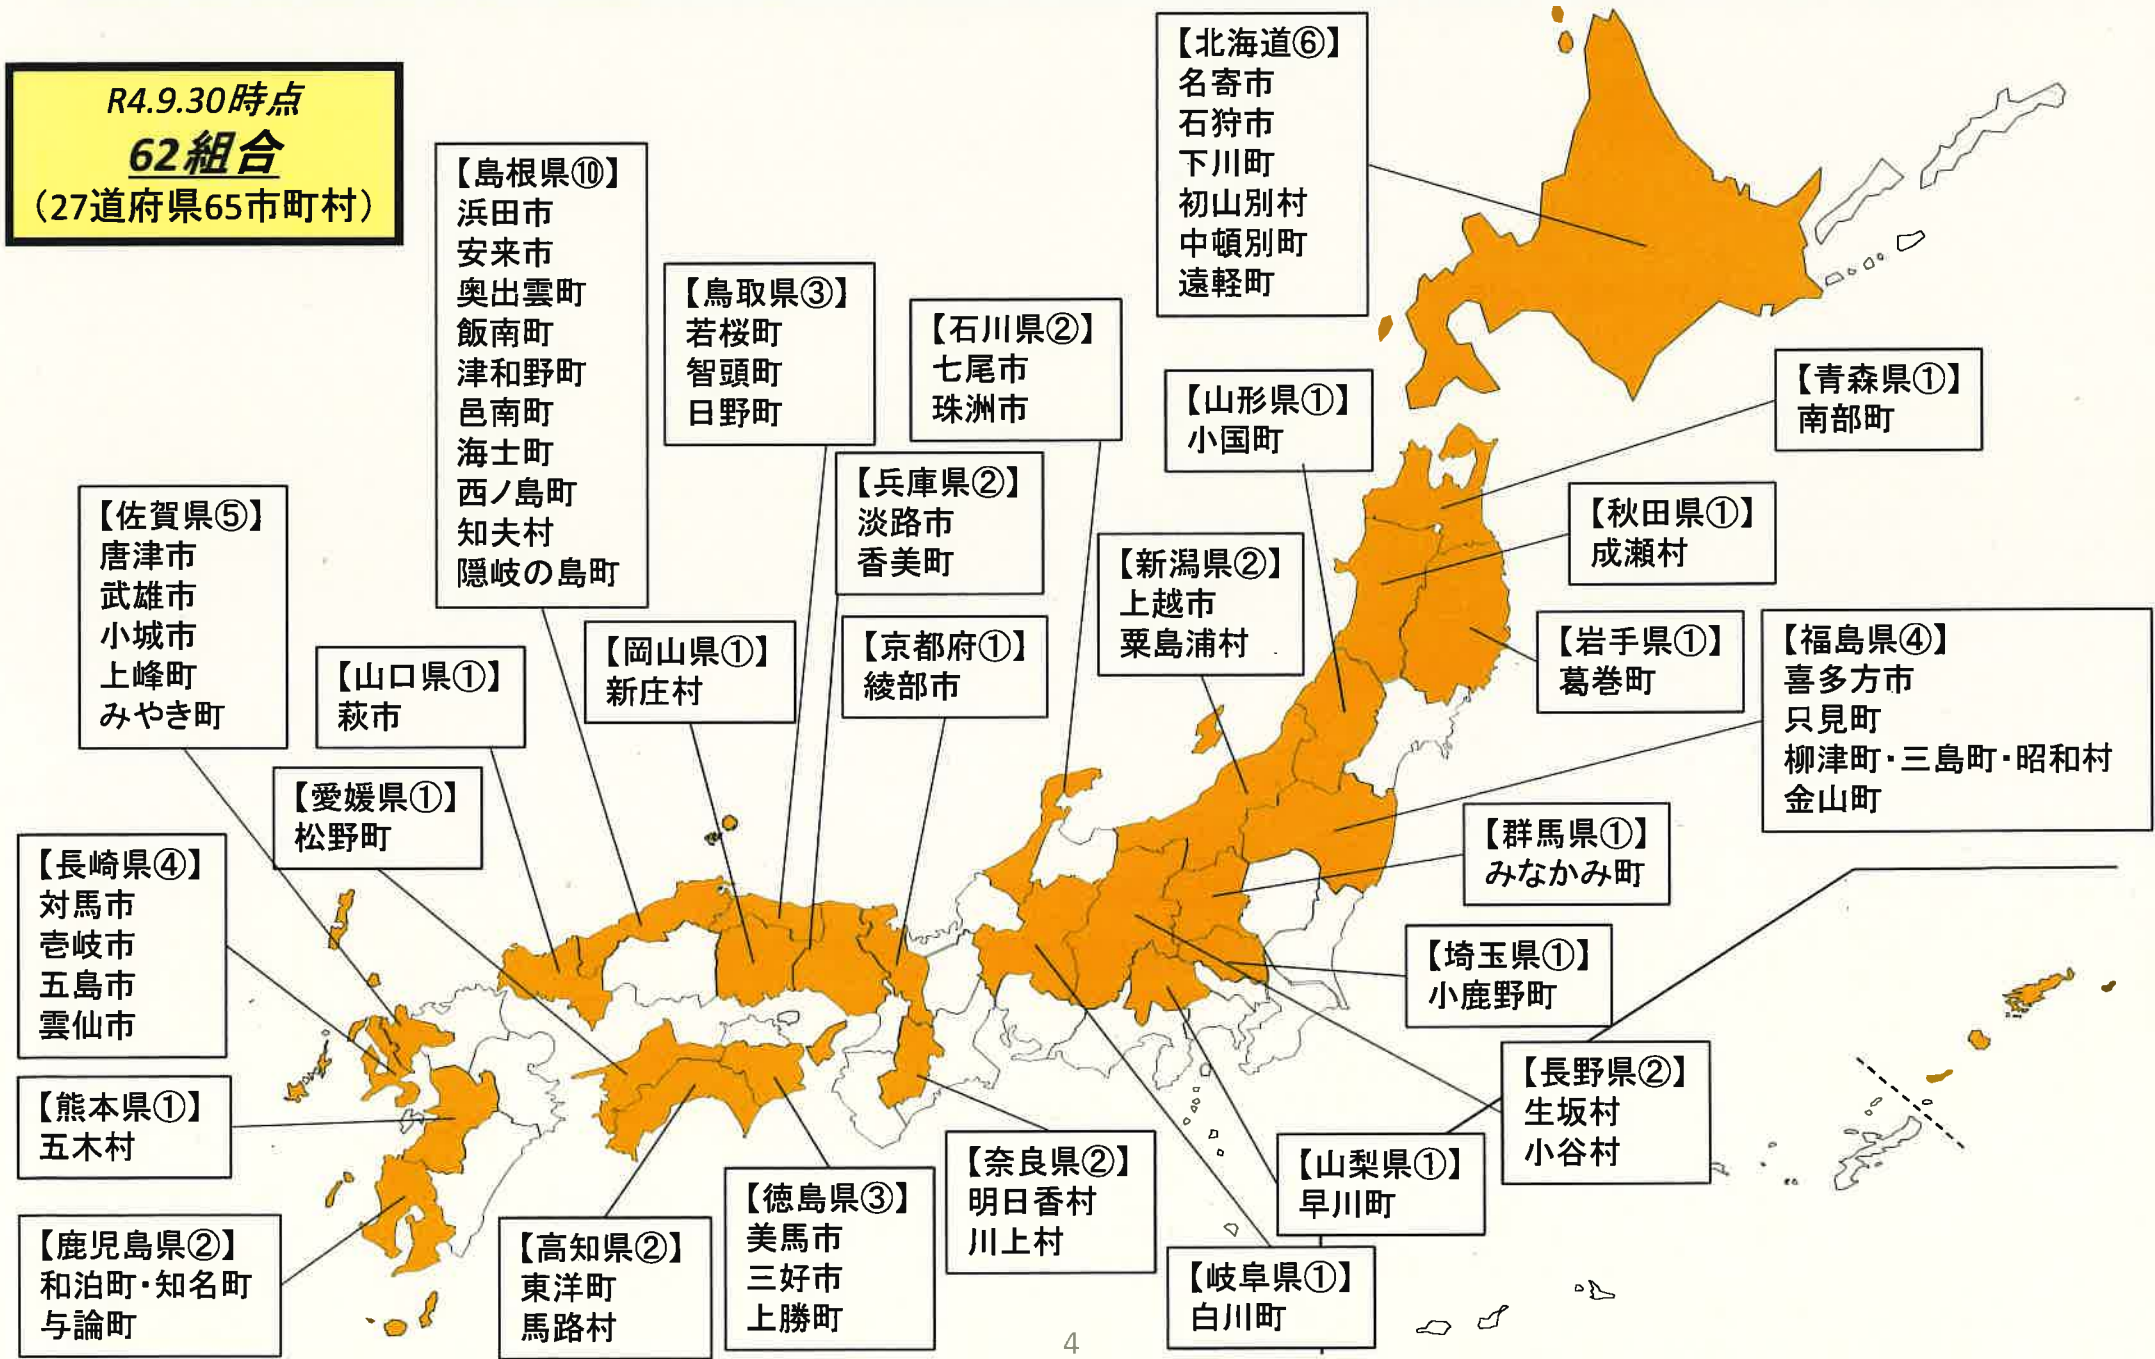 R4.9.30時点
62組合
（27道府県65市町村）
【北海道⑥】
名寄市
石狩市
下川町
初山別村
中頓別町
遠軽町
【島根県⑩】
浜田市
安来市
奥出雲町
飯南町
津和野町
邑南町
海士町
西ノ島町
知夫村
隠岐の島町
【鳥取県③】
若桜町
智頭町
日野町
【石川県②】
七尾市
珠洲市
【山形県①】
小国町
【青森県①】
南部町
【兵庫県②】
淡路市
香美町
【秋田県①】
成瀬村
【佐賀県⑤】
唐津市
武雄市
小城市
上峰町
みやき町
【新潟県②】
上越市
粟島浦村
【山口県①】
萩市
【岡山県①】
新庄村
【京都府①】
綾部市
【岩手県①】
葛巻町
【福島県④】
喜多方市
只見町
柳津町・三島町・昭和村
金山町
【愛媛県①】
松野町
【群馬県①】
みなかみ町
【長崎県④】
対馬市
壱岐市
五島市
雲仙市
【埼玉県①】
小鹿野町
【長野県②】
生坂村
小谷村
【熊本県①】
五木村
【奈良県②】
明日香村
川上村
【山梨県①】
早川町
【徳島県③】
美馬市
三好市
上勝町
【鹿児島県②】
和泊町・知名町
与論町
【高知県②】
東洋町
馬路村
【岐阜県①】
白川町
4